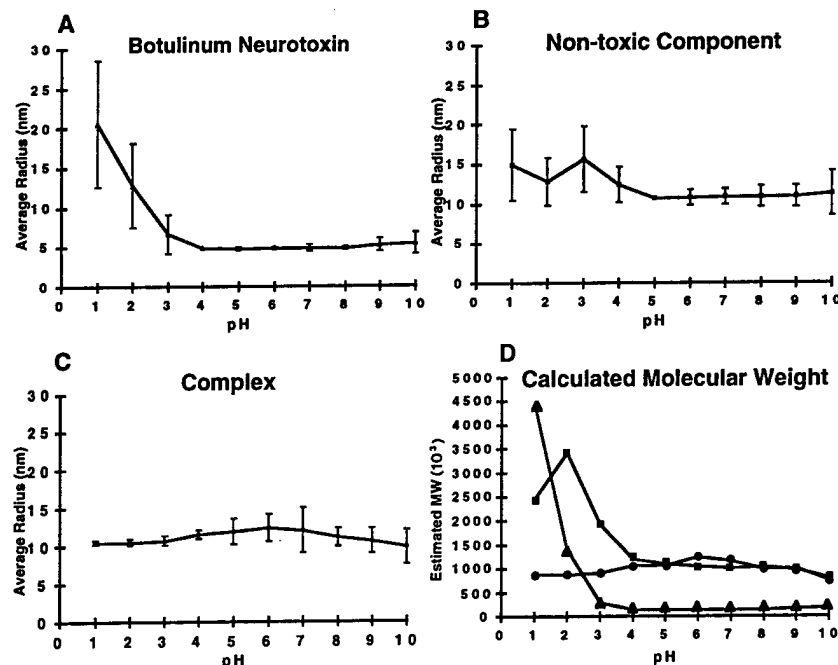 A
Botulinum Neurotoxin
Average Radius (nm)
30
25
20
15
10
5
0
0 1 2 3 4 5 6 7 8 9 10
pH
B
Non-toxic Component
Average Radius (nm)
30
25
20
15
10
5
0
0 1 2 3 4 5 6 7 8 9 10
pH
C
Complex
Average Radius (nm)
30
25
20
15
10
5
0
0 1 2 3 4 5 6 7 8 9 10
pH
D
Calculated Molecular Weight
Estimated MW (10³)
5000
4500
4000
3500
3000
2500
2000
1500
1000
500
0
0 1 2 3 4 5 6 7 8 9 10
pH